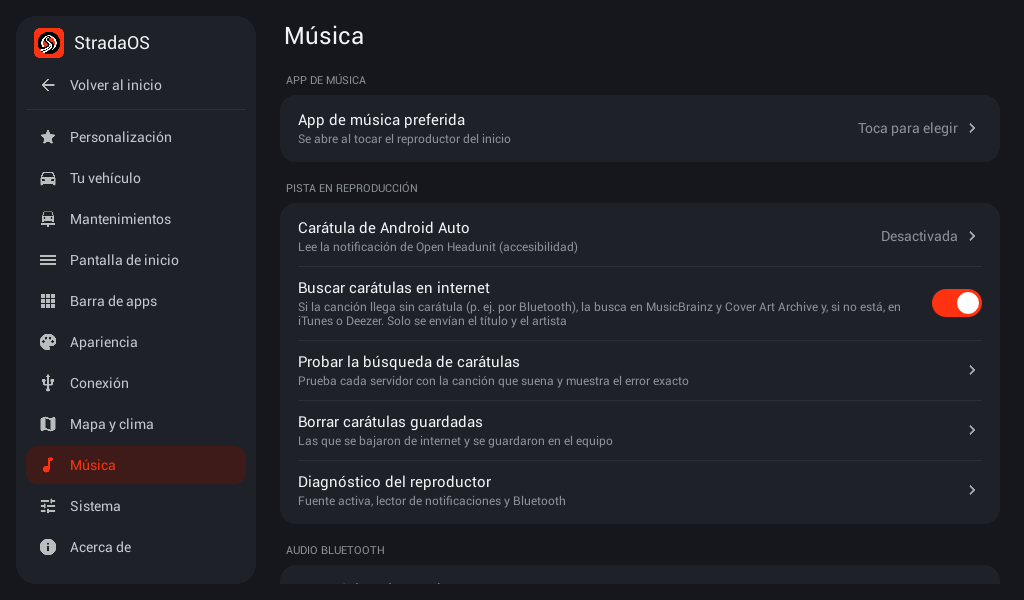 StradaOS
Volver al inicio
Personalización
Tu vehículo
Mantenimientos
Pantalla de inicio
Barra de apps
Apariencia
Conexión
Mapa y clima
Música
Sistema
Acerca de
Música
APP DE MÚSICA
App de música preferida
Se abre al tocar el reproductor del inicio
Toca para elegir
PISTA EN REPRODUCCIÓN
Carátula de Android Auto
Lee la notificación de Open Headunit (accesibilidad)
Desactivada
Buscar carátulas en internet
Si la canción llega sin carátula (p. ej. por Bluetooth), la busca en MusicBrainz y Cover Art Archive y, si no está, en
iTunes o Deezer. Solo se envían el título y el artista
Probar la búsqueda de carátulas
Prueba cada servidor con la canción que suena y muestra el error exacto
Borrar carátulas guardadas
Las que se bajaron de internet y se guardaron en el equipo
Diagnóstico del reproductor
Fuente activa, lector de notificaciones y Bluetooth
AUDIO BLUETOOTH